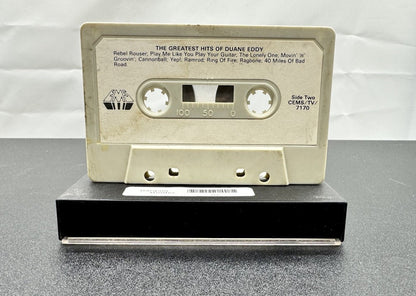 THE GREATEST HITS OF DUANE EDDY
Rebel Rouser; Play Me Like You Play Your Guitar; The Lonely One; Movin' 'n'
Groovin'; Cannonball; Yep!; Ramrod; Ring Of Fire; Ragbone; 40 Miles Of Bad
Road.
Side Two
CEMS/TV/
7170
100 50 0